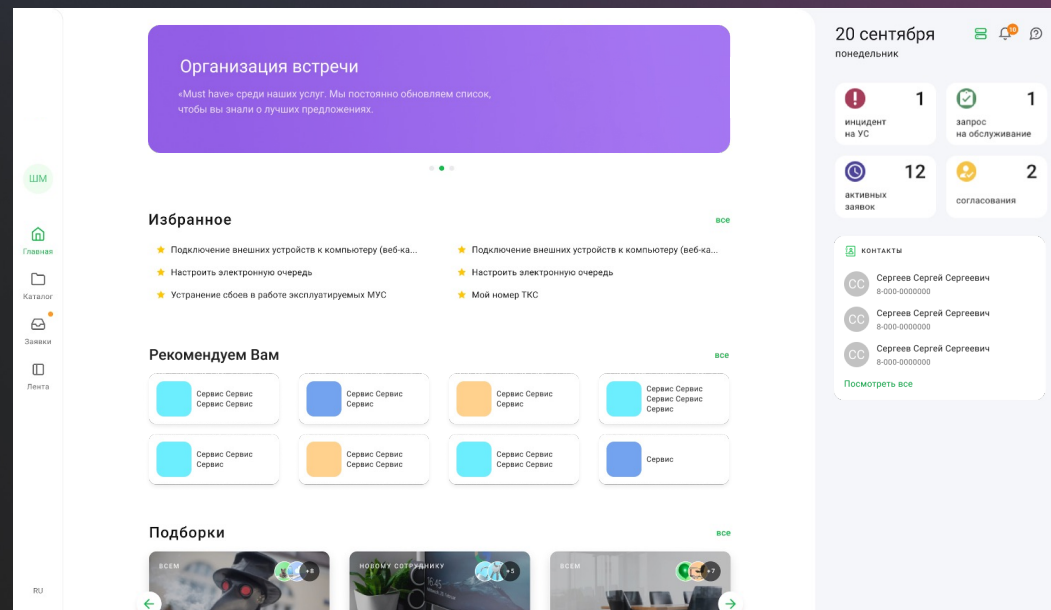 ШМ
Главная
Каталог
Заявки
Лента
RU
Организация встречи
«Must have» среди наших услуг. Мы постоянно обновляем список,
чтобы вы знали о лучших предложениях.
Избранное
все
Подключение внешних устройств к компьютеру (веб-ка...
Настроить электронную очередь
Устранение сбоев в работе эксплуатируемых МУС
Подключение внешних устройств к компьютеру (веб-ка...
Настроить электронную очередь
Мой номер ТКС
Рекомендуем Вам
все
Сервис Сервис
Сервис Сервис
Сервис Сервис
Сервис
Сервис Сервис
Сервис
Сервис Сервис
Сервис Сервис
Сервис
Сервис Сервис
Сервис
Сервис Сервис
Сервис Сервис
Сервис Сервис
Сервис Сервис
Сервис
Подборки
все
ВСЕМ
+8
НОВОМУ СОТРУДНИКУ
+5
16:45
ВСЕМ
+7
20 сентября
понедельник
10
1
инцидент
на УС
1
запрос
на обслуживание
12
активных
заявок
2
согласования
КОНТАКТЫ
СС
Сергеев Сергей Сергеевич
8-000-0000000
СС
Сергеев Сергей Сергеевич
8-000-0000000
СС
Сергеев Сергей Сергеевич
8-000-0000000
Посмотреть все